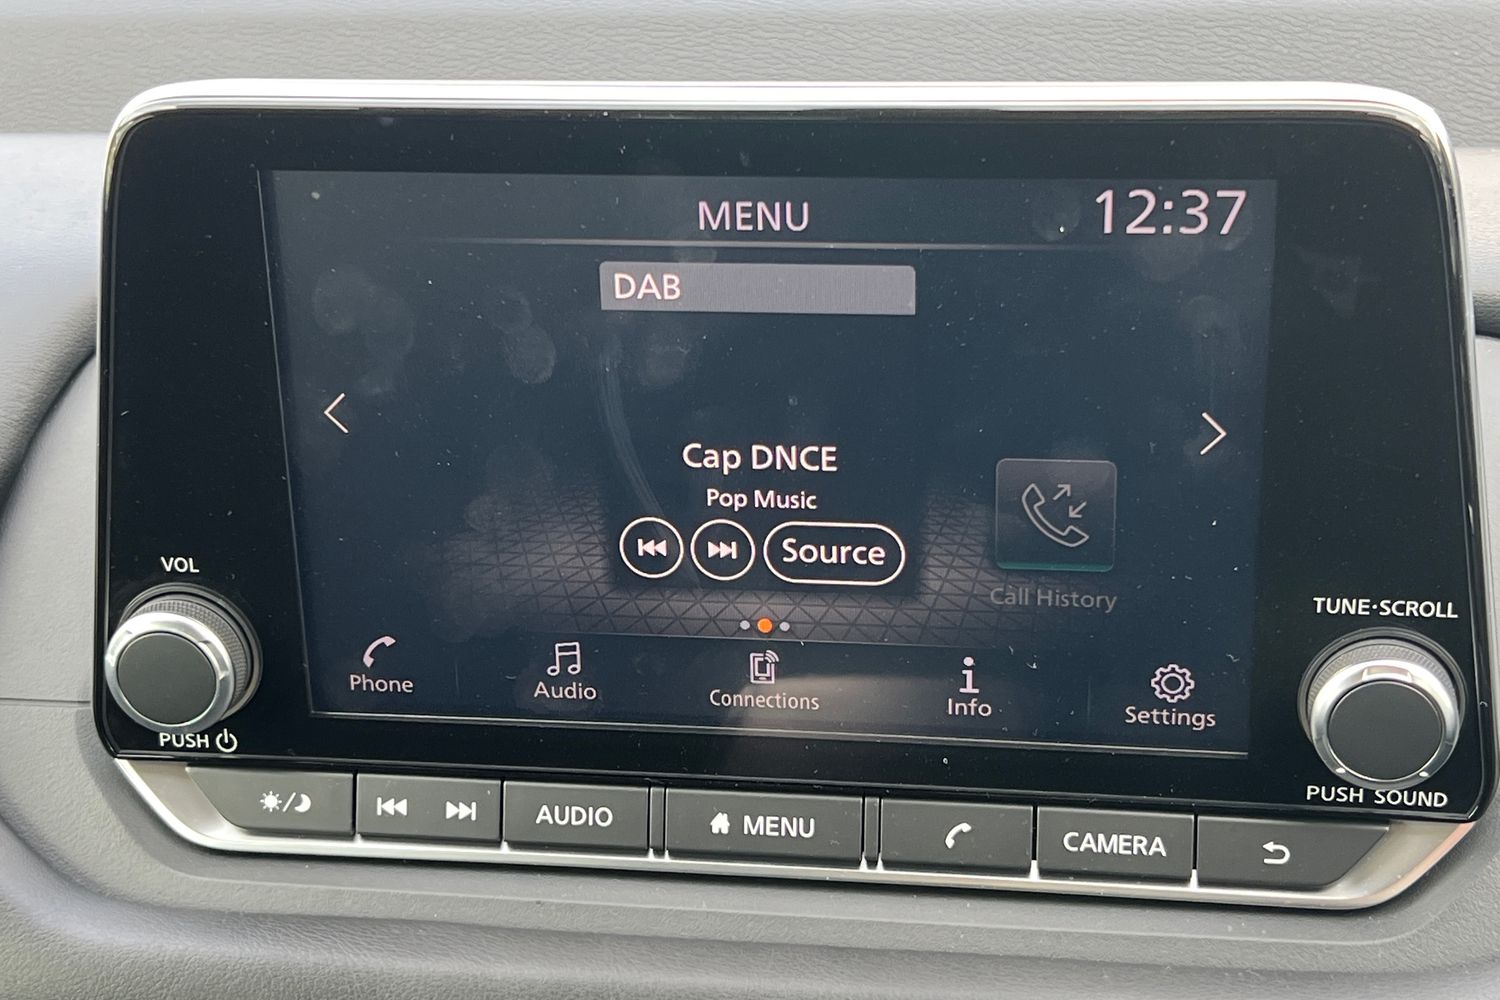 MENU
12:37
DAB
Cap DNCE
Pop Music
Source
Call History
Phone
Audio
Connections
Info
Settings
VOL
PUSH
TUNE·SCROLL
PUSH SOUND
AUDIO
MENU
CAMERA